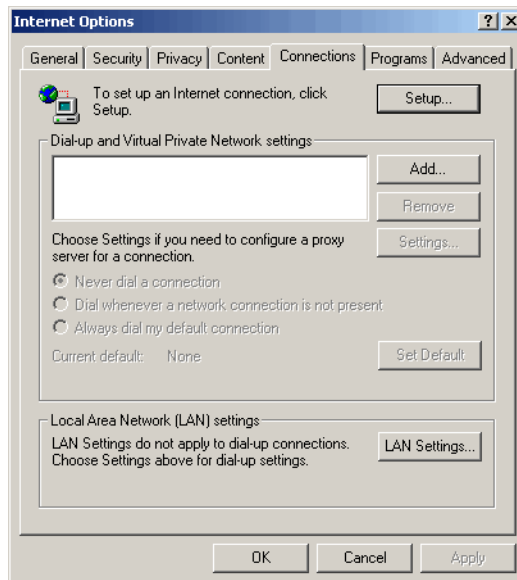 Internet Options
General Security Privacy Content Connections Programs Advanced
To set up an Internet connection, click
Setup.
Setup...
Dial-up and Virtual Private Network settings
Add...
Remove
Choose Settings if you need to configure a proxy
server for a connection.
Settings...
Never dial a connection
Dial whenever a network connection is not present
Always dial my default connection
Current default: None
Set Default
Local Area Network (LAN) settings
LAN Settings do not apply to dial-up connections.
Choose Settings above for dial-up settings.
LAN Settings...
OK Cancel Apply